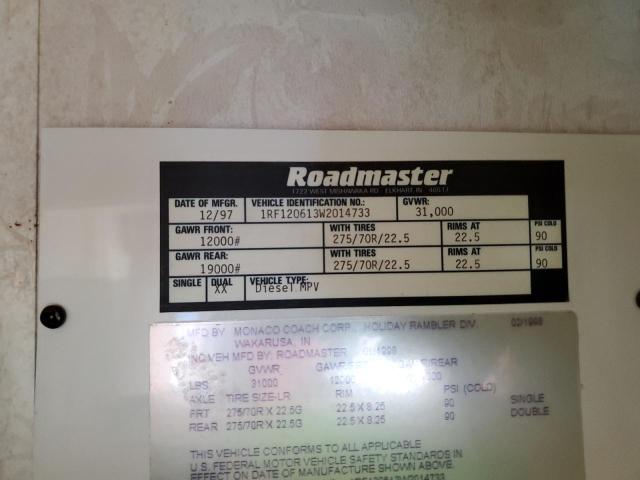 Roadmaster
1722 WEST MISHAWAKA RD ELKHART, IN 46517
DATE OF MFGR. VEHICLE IDENTIFICATION NO.: GVWR:
12/97 1RF120613W2014733 31,000
GAWR FRONT: WITH TIRES RIMS AT PSI COLD
12000# 275/70R/22.5 22.5 90
GAWR REAR: WITH TIRES RIMS AT PSI COLD
19000# 275/70R/22.5 22.5 90
SINGLE DUAL VEHICLE TYPE:
XX Diesel MPV
MFD BY MONACO COACH CORP., HOLIDAY RAMBLER DIV. 02/1998
WAKARUSA, IN
INC VEH MFD BY: ROADMASTER
GVWR /REAR
LBS 31000 12000
AXLE TIRE SIZE-LR RIM PSI (COLD)
FRT 275/70R X 22.5G 22.5 X 8.25 90 SINGLE
REAR 275/70R X 22.5G 22.5 X 8.25 90 DOUBLE
THIS VEHICLE CONFORMS TO ALL APPLICABLE
U.S. FEDERAL MOTOR VEHICLE SAFETY STANDARDS IN
EFFECT ON DATE OF MANUFACTURE SHOWN ABOVE.
1RF120613W2014733